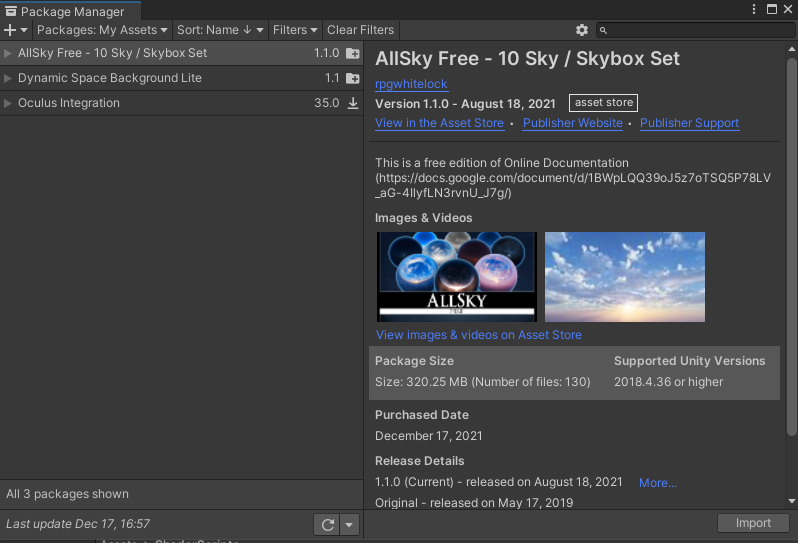 Package Manager
Packages: My Assets Sort: Name ↓ Filters Clear Filters
AllSky Free - 10 Sky / Skybox Set 1.1.0
Dynamic Space Background Lite 1.1
Oculus Integration 35.0
All 3 packages shown
Last update Dec 17, 16:57
AllSky Free - 10 Sky / Skybox Set
rpgwhitelock
Version 1.1.0 - August 18, 2021 asset store
View in the Asset Store • Publisher Website • Publisher Support
This is a free edition of Online Documentation
(https://docs.google.com/document/d/1BWpLQQ39oJ5z7oTSQ5P78LV
_aG-4IlyfLN3rvnU_J7g/)
Images & Videos
ALLSKY
FREE
View images & videos on Asset Store
Package Size Supported Unity Versions
Size: 320.25 MB (Number of files: 130) 2018.4.36 or higher
Purchased Date
December 17, 2021
Release Details
1.1.0 (Current) - released on August 18, 2021 More...
Original - released on May 17, 2019
Import